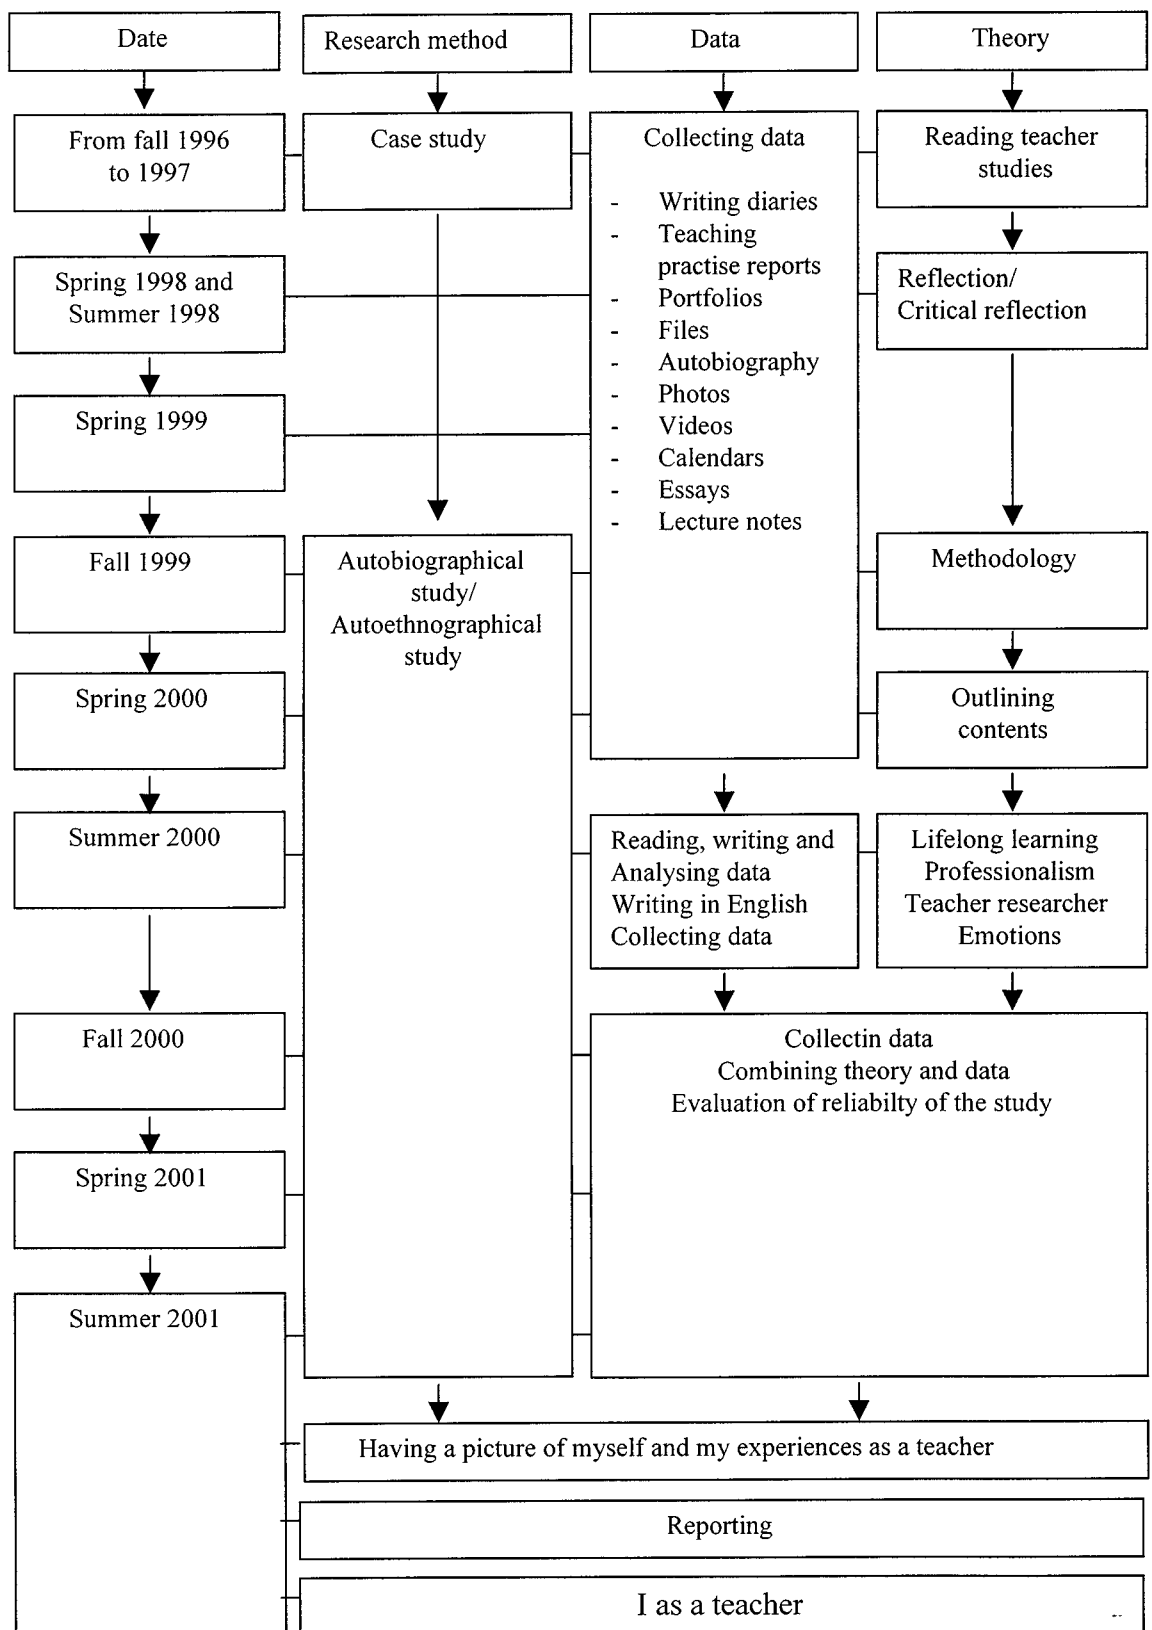 Date
Research method
Data
Theory
From fall 1996
to 1997
Case study
Collecting data
- Writing diaries
- Teaching
practise reports
- Portfolios
- Files
- Autobiography
- Photos
- Videos
- Calendars
- Essays
- Lecture notes
Reading teacher
studies
Spring 1998 and
Summer 1998
Reflection/
Critical reflection
Spring 1999
Fall 1999
Autobiographical
study/
Autoethnographical
study
Methodology
Spring 2000
Outlining
contents
Summer 2000
Reading, writing and
Analysing data
Writing in English
Collecting data
Lifelong learning
Professionalism
Teacher researcher
Emotions
Fall 2000
Collectin data
Combining theory and data
Evaluation of reliabilty of the study
Spring 2001
Summer 2001
Having a picture of myself and my experiences as a teacher
Reporting
I as a teacher